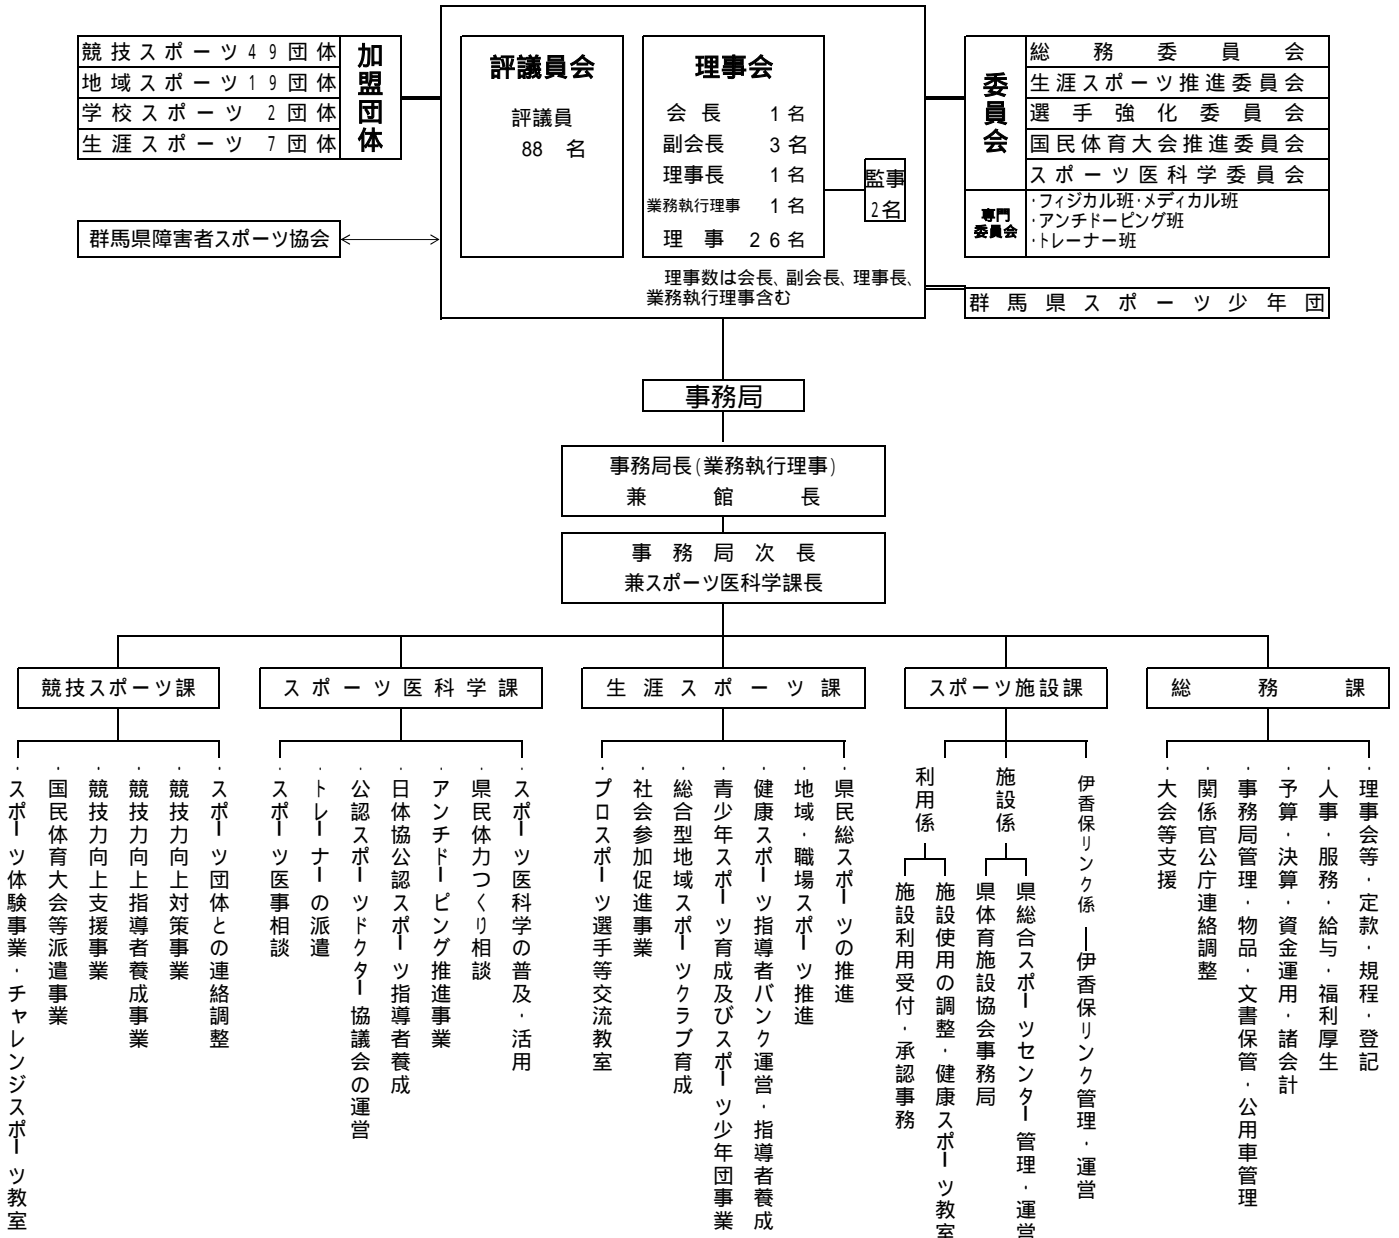 競技スポーツ49団体
地域スポーツ19団体
学校スポーツ 2団体
生涯スポーツ 7団体
加盟団体
群馬県障害者スポーツ協会
評議員会
評議員
88 名
理事会
会長 1名
副会長 3名
理事長 1名
業務執行理事 1名
理事 26名
監事
2名
理事数は会長、副会長、理事長、
業務執行理事含む
委員会
総務委員会
生涯スポーツ推進委員会
選手強化委員会
国民体育大会推進委員会
スポーツ医科学委員会
専門
委員会
・フィジカル班・メディカル班
・アンチドーピング班
・トレーナー班
群馬県スポーツ少年団
事務局
事務局長(業務執行理事)
兼館長
事務局次長
兼スポーツ医科学課長
競技スポーツ課
・スポーツ団体との連絡調整
・競技力向上対策事業
・競技力向上指導者養成事業
・競技力向上支援事業
・国民体育大会等派遣事業
・スポーツ体験事業・チャレンジスポーツ教室
スポーツ医科学課
・スポーツ医科学の普及・活用
・県民体力つくり相談
・アンチドーピング推進事業
・日体協公認スポーツ指導者養成
・公認スポーツドクター協議会の運営
・トレーナーの派遣
・スポーツ医事相談
生涯スポーツ課
・県民総スポーツの推進
・地域・職場スポーツ推進
・健康スポーツ指導者バンク運営・指導者養成
・青少年スポーツ育成及びスポーツ少年団事業
・総合型地域スポーツクラブ育成
・社会参加促進事業
・プロスポーツ選手等交流教室
スポーツ施設課
伊香保リンク係
伊香保リンク管理・運営
施設係
県総合スポーツセンター管理・運営
県体育施設協会事務局
利用係
施設使用の調整・健康スポーツ教室
施設利用受付・承認事務
総務課
・理事会等・定款・規程・登記
・人事・服務・給与・福利厚生
・予算・決算・資金運用・諸会計
・事務局管理・物品・文書保管・公用車管理
・関係官公庁連絡調整
・大会等支援